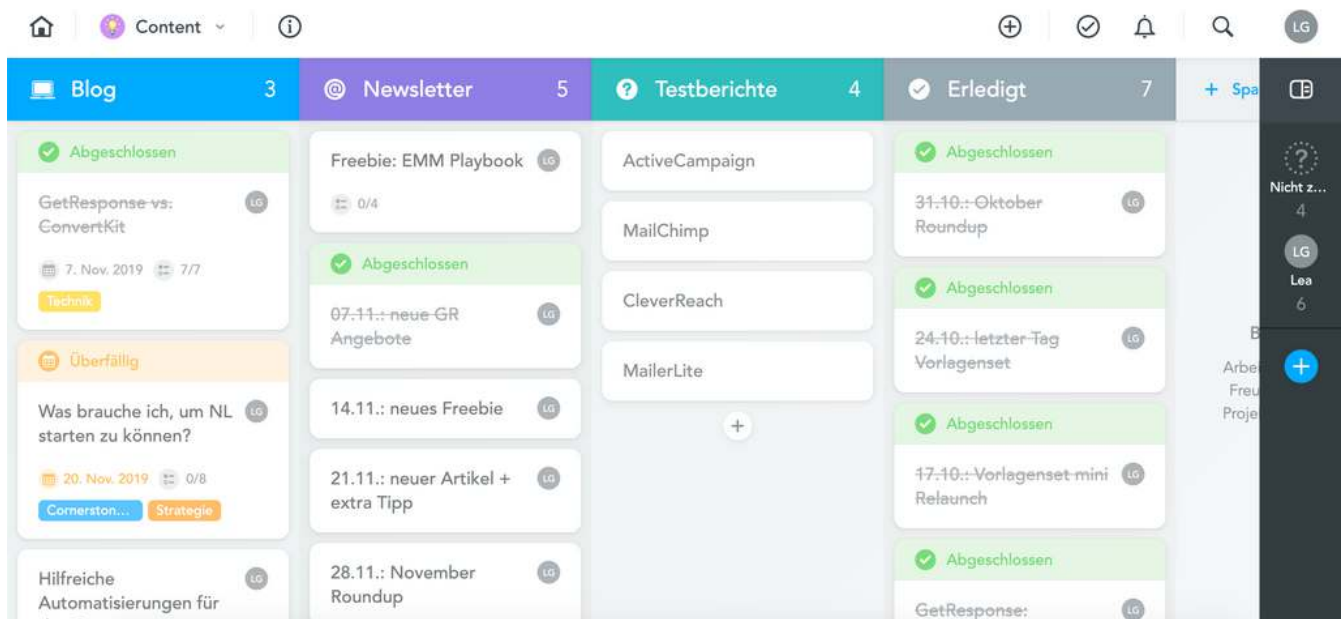 Content
LG
Blog 3
Abgeschlossen
GetResponse vs.
ConvertKit
LG
7. Nov. 2019 7/7
Technik
Überfällig
Was brauche ich, um NL
starten zu können?
LG
20. Nov. 2019 0/8
Cornerston... Strategie
Hilfreiche
Automatisierungen für
LG
Newsletter 5
Freebie: EMM Playbook
LG
0/4
Abgeschlossen
07.11.: neue GR
Angebote
LG
14.11.: neues Freebie
LG
21.11.: neuer Artikel +
extra Tipp
LG
28.11.: November
Roundup
LG
Testberichte 4
ActiveCampaign
MailChimp
CleverReach
MailerLite
Erledigt 7
Abgeschlossen
31.10.: Oktober
Roundup
LG
Abgeschlossen
24.10.: letzter Tag
Vorlagenset
LG
Abgeschlossen
17.10.: Vorlagenset mini
Relaunch
LG
Abgeschlossen
GetResponse:
LG
+ Spa
B
Arbei
Freu
Proje
Nicht z...
4
LG
Lea
6